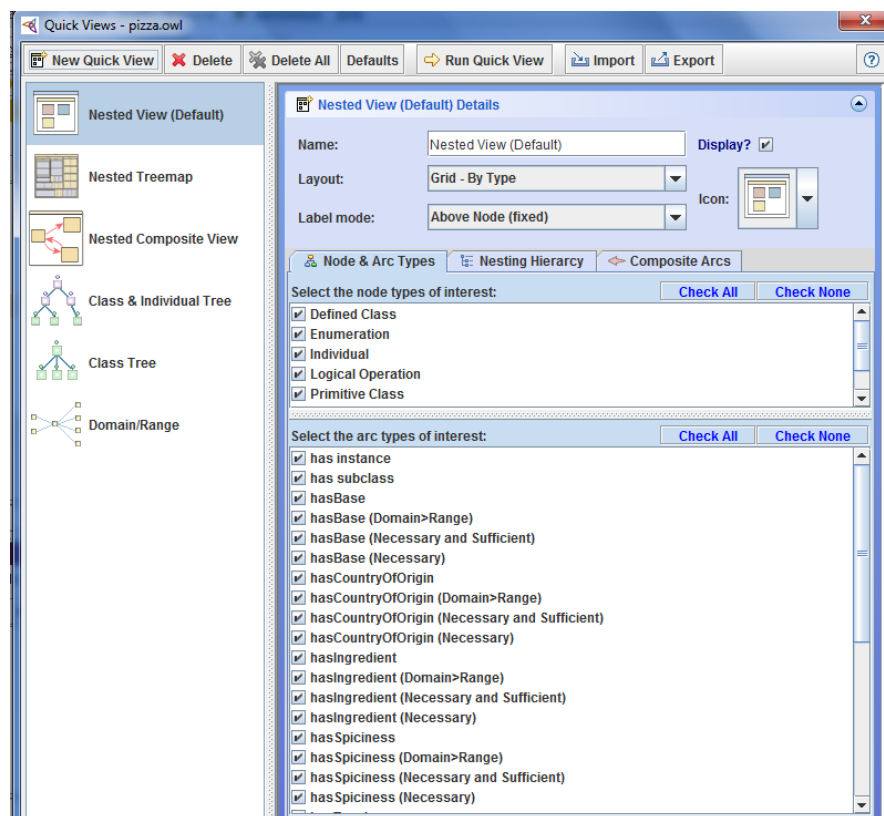 Quick Views - pizza.owl
New Quick View Delete Delete All Defaults Run Quick View Import Export ?
Nested View (Default)
Nested Treemap
Nested Composite View
Class & Individual Tree
Class Tree
Domain/Range
Nested View (Default) Details
Name: Nested View (Default) Display?
Layout: Grid - By Type
Icon:
Label mode: Above Node (fixed)
Node & Arc Types Nesting Hierarcy Composite Arcs
Select the node types of interest: Check All Check None
Defined Class
Enumeration
Individual
Logical Operation
Primitive Class
Select the arc types of interest: Check All Check None
has instance
has subclass
hasBase
hasBase (Domain>Range)
hasBase (Necessary and Sufficient)
hasBase (Necessary)
hasCountryOfOrigin
hasCountryOfOrigin (Domain>Range)
hasCountryOfOrigin (Necessary and Sufficient)
hasCountryOfOrigin (Necessary)
hasIngredient
hasIngredient (Domain>Range)
hasIngredient (Necessary and Sufficient)
hasIngredient (Necessary)
hasSpiciness
hasSpiciness (Domain>Range)
hasSpiciness (Necessary and Sufficient)
hasSpiciness (Necessary)